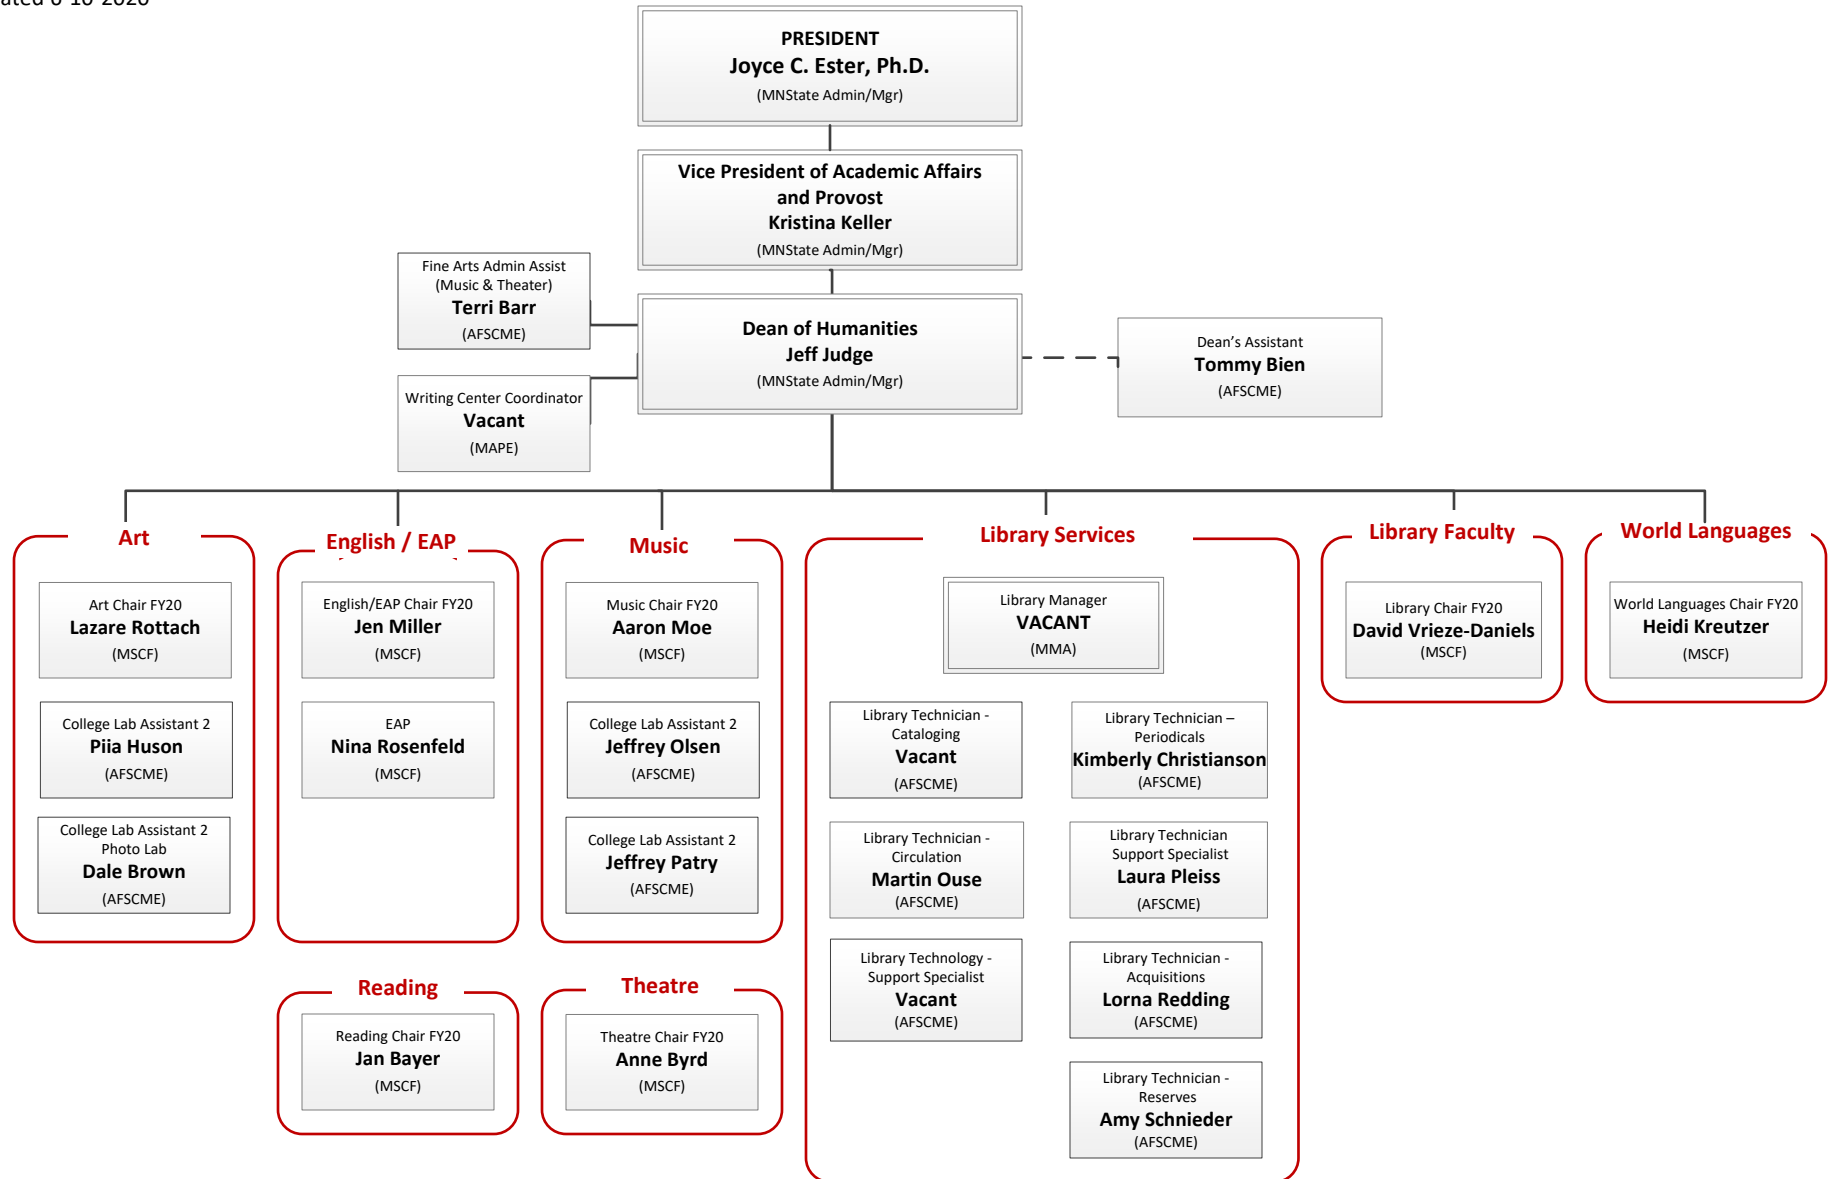 6-10-2020
PRESIDENT
Joyce C. Ester, Ph.D.
(MNState Admin/Mgr)
Vice President of Academic Affairs
and Provost
Kristina Keller
(MNState Admin/Mgr)
Fine Arts Admin Assist
(Music & Theater)
Terri Barr
(AFSCME)
Dean of Humanities
Jeff Judge
(MNState Admin/Mgr)
Dean’s Assistant
Tommy Bien
(AFSCME)
Writing Center Coordinator
Vacant
(MAPE)
Art
Art Chair FY20
Lazare Rottach
(MSCF)
College Lab Assistant 2
Piia Huson
(AFSCME)
College Lab Assistant 2
Photo Lab
Dale Brown
(AFSCME)
English / EAP
English/EAP Chair FY20
Jen Miller
(MSCF)
EAP
Nina Rosenfeld
(MSCF)
Music
Music Chair FY20
Aaron Moe
(MSCF)
College Lab Assistant 2
Jeffrey Olsen
(AFSCME)
College Lab Assistant 2
Jeffrey Patry
(AFSCME)
Library Services
Library Manager
VACANT
(MMA)
Library Technician -
Cataloging
Vacant
(AFSCME)
Library Technician –
Periodicals
Kimberly Christianson
(AFSCME)
Library Technician -
Circulation
Martin Ouse
(AFSCME)
Library Technician
Support Specialist
Laura Pleiss
(AFSCME)
Library Technology -
Support Specialist
Vacant
(AFSCME)
Library Technician -
Acquisitions
Lorna Redding
(AFSCME)
Library Technician -
Reserves
Amy Schnieder
(AFSCME)
Library Faculty
Library Chair FY20
David Vrieze-Daniels
(MSCF)
World Languages
World Languages Chair FY20
Heidi Kreutzer
(MSCF)
Reading
Reading Chair FY20
Jan Bayer
(MSCF)
Theatre
Theatre Chair FY20
Anne Byrd
(MSCF)